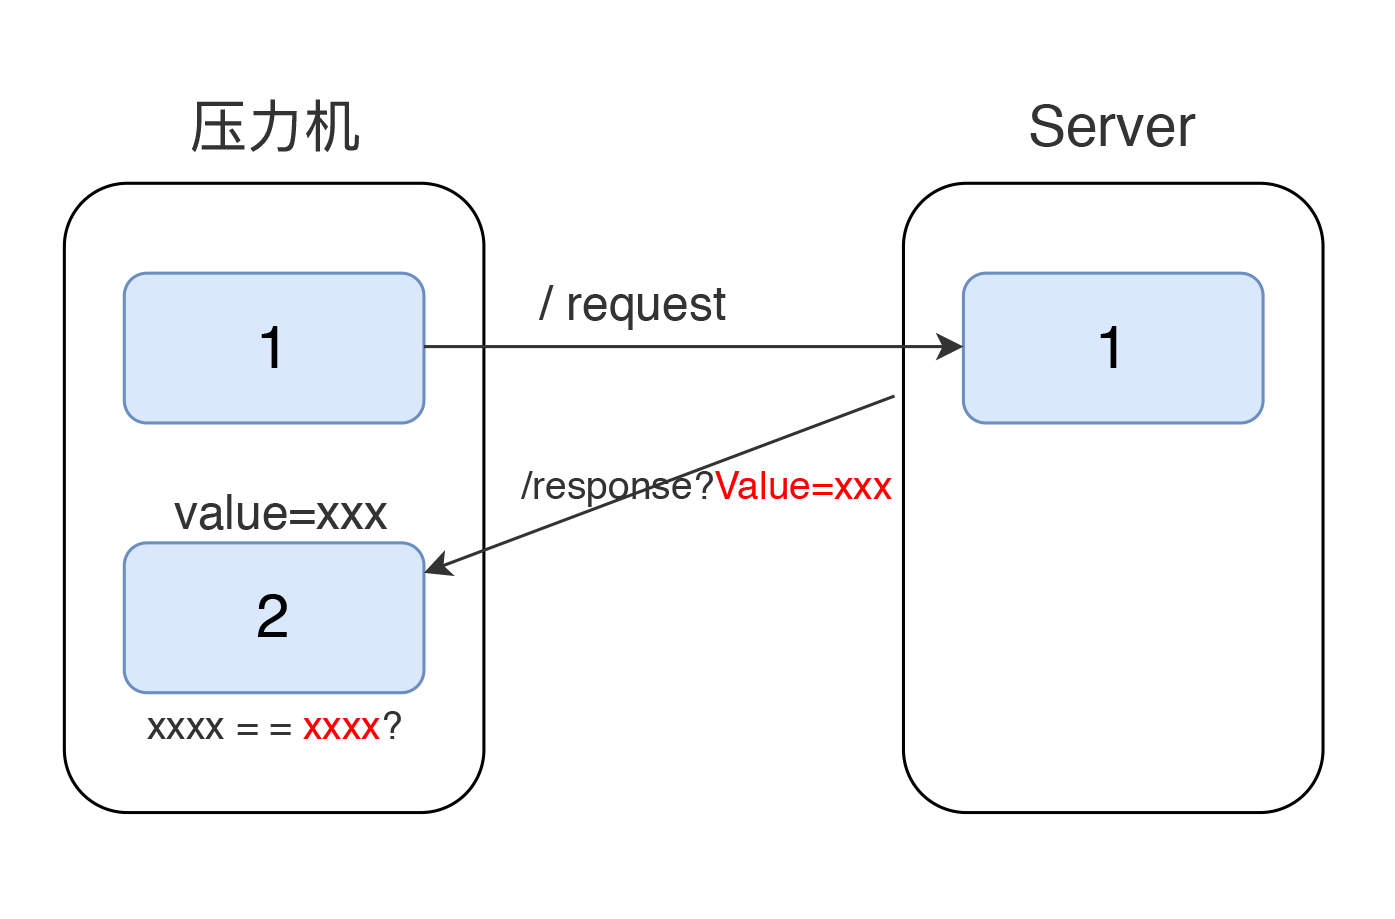 压力机
Server
/ request
1
1
/response?Value=xxx
value=xxx
2
xxxx = = xxxx?